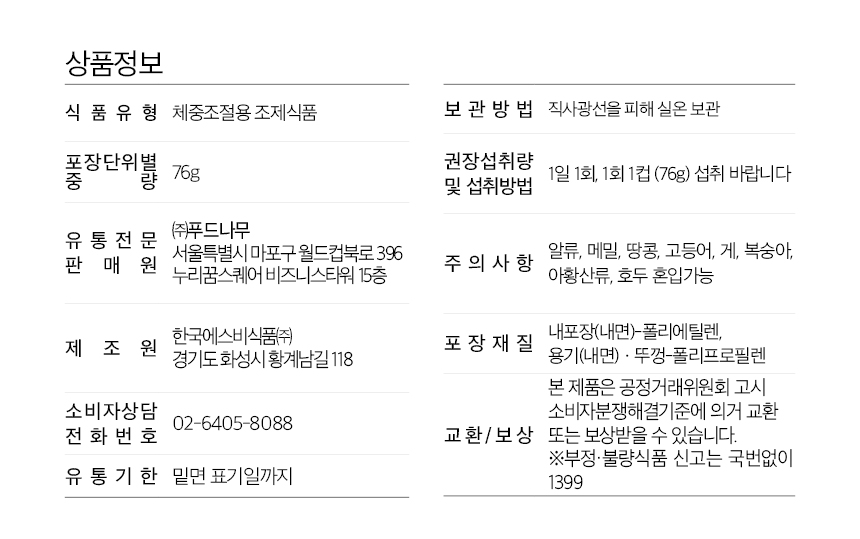 상품정보
식품유형 체중조절용 조제식품
포장단위별
중량 76g
유통전문
판매원 ㈜푸드나무
서울특별시 마포구 월드컵북로 396
누리꿈스퀘어 비즈니스타워 15층
제조원 한국에스비식품㈜
경기도 화성시 황계남길 118
소비자상담
전화번호 02-6405-8088
유통기한 밑면 표기일까지
보관방법 직사광선을 피해 실온 보관
권장섭취량
및 섭취방법 1일 1회, 1회 1컵 (76g) 섭취 바랍니다
주의사항 알류, 메밀, 땅콩, 고등어, 게, 복숭아,
아황산류, 호두 혼입가능
포장재질 내포장(내면)-폴리에틸렌,
용기(내면)·뚜껑-폴리프로필렌
교환/보상 본 제품은 공정거래위원회 고시
소비자분쟁해결기준에 의거 교환
또는 보상받을 수 있습니다.
※부정·불량식품 신고는 국번없이
1399